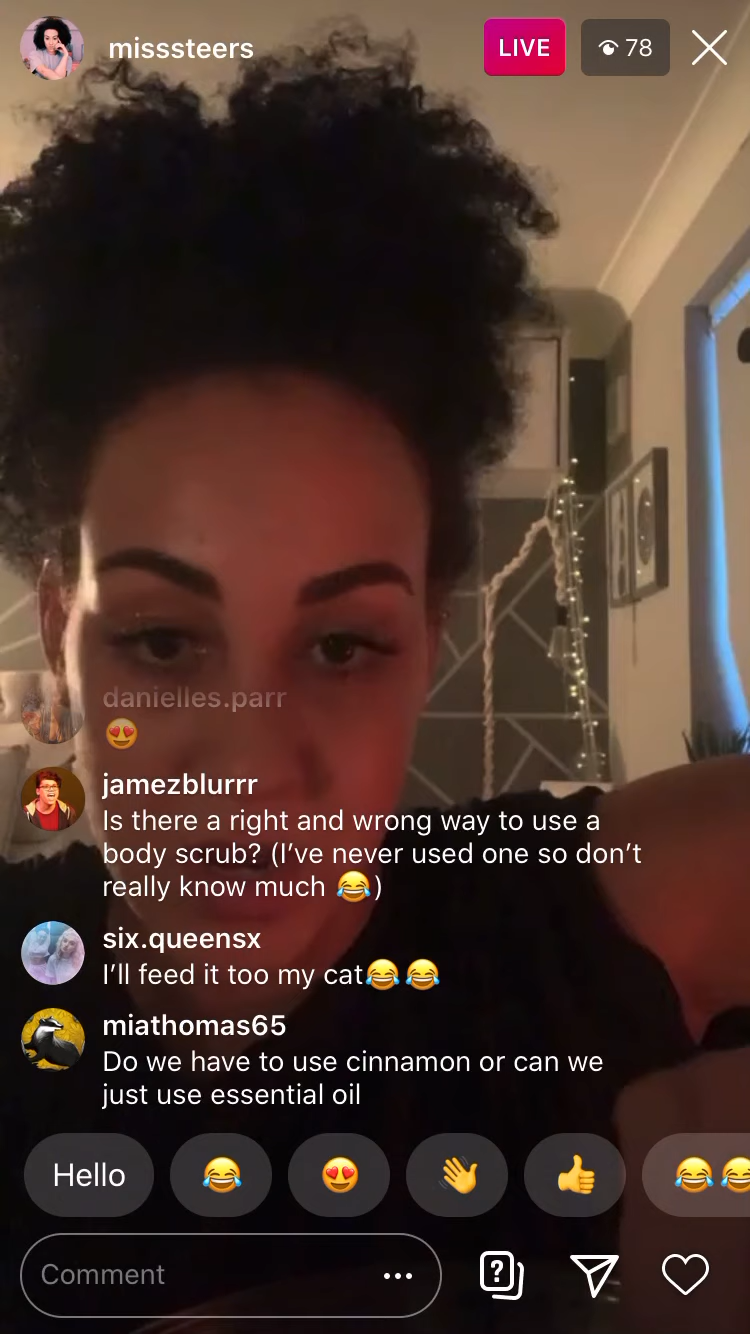 misssteers
LIVE
78
danielles.parr
😍
jamezblurrr
Is there a right and wrong way to use a
body scrub? (I’ve never used one so don’t
really know much 😂)
six.queensx
I’ll feed it too my cat😂😂
miathomas65
Do we have to use cinnamon or can we
just use essential oil
Hello 😂 😍 👋 👍 😂😂
Comment